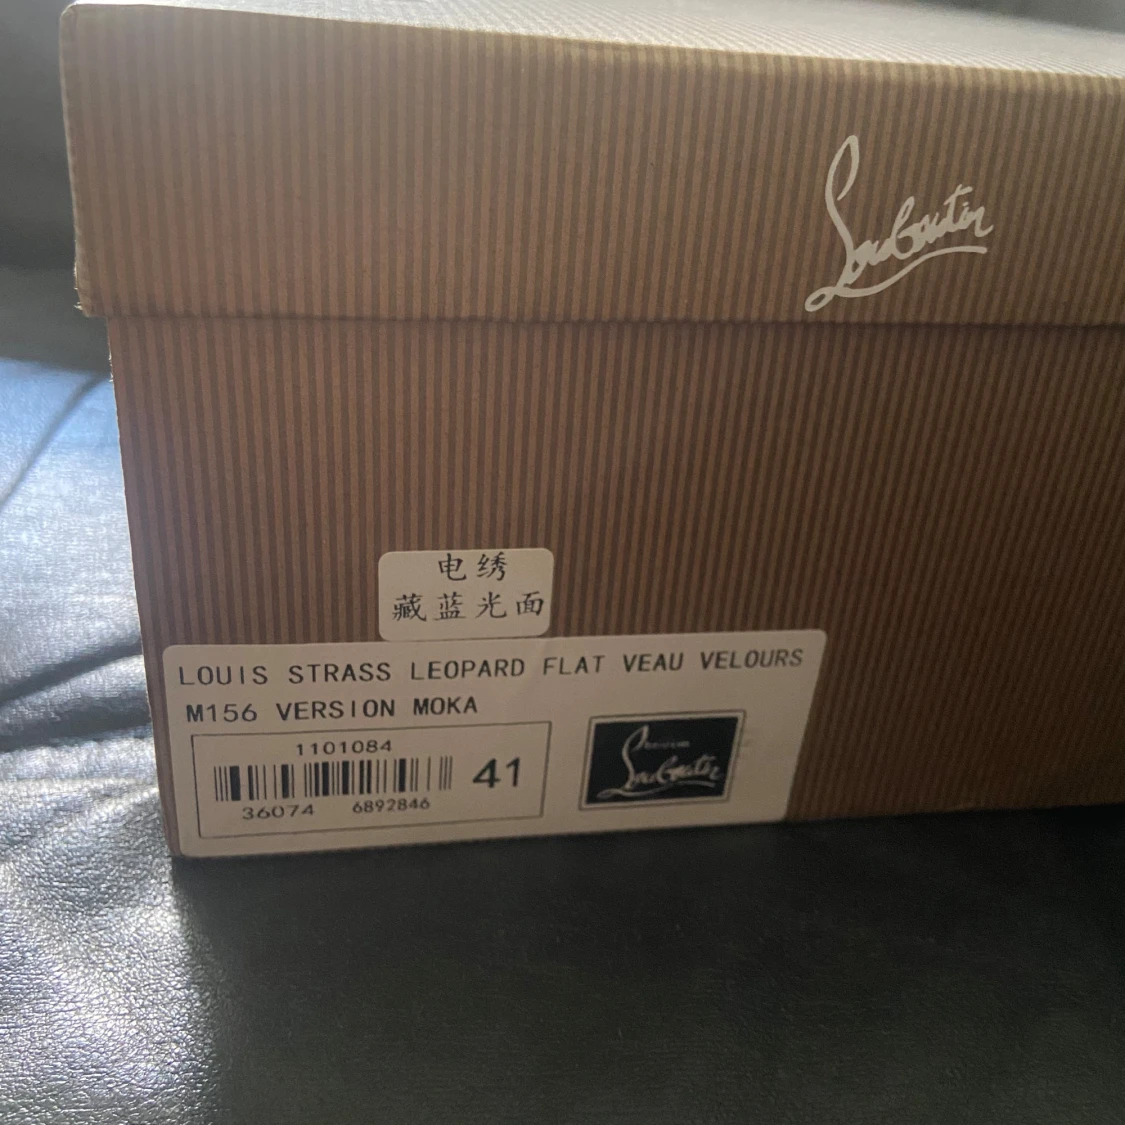 Louboutin
电绣
藏蓝光面
LOUIS STRASS LEOPARD FLAT VEAU VELOURS
M156 VERSION MOKA
1101084
41
36074 6892846
Louboutin